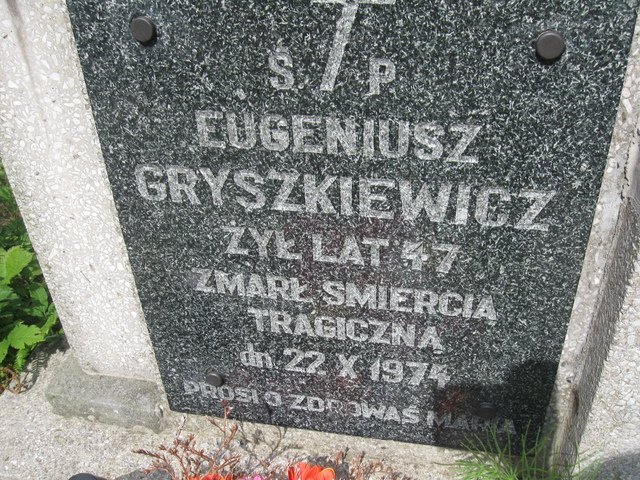 Ś. P
EUGENIUSZ
GRYSZKIEWICZ
ŻYŁ LAT 47
ZMARŁ ŚMIERCIĄ
TRAGICZNĄ
dn. 22 X 1974
PROSI O ZDROWAŚ MARIA